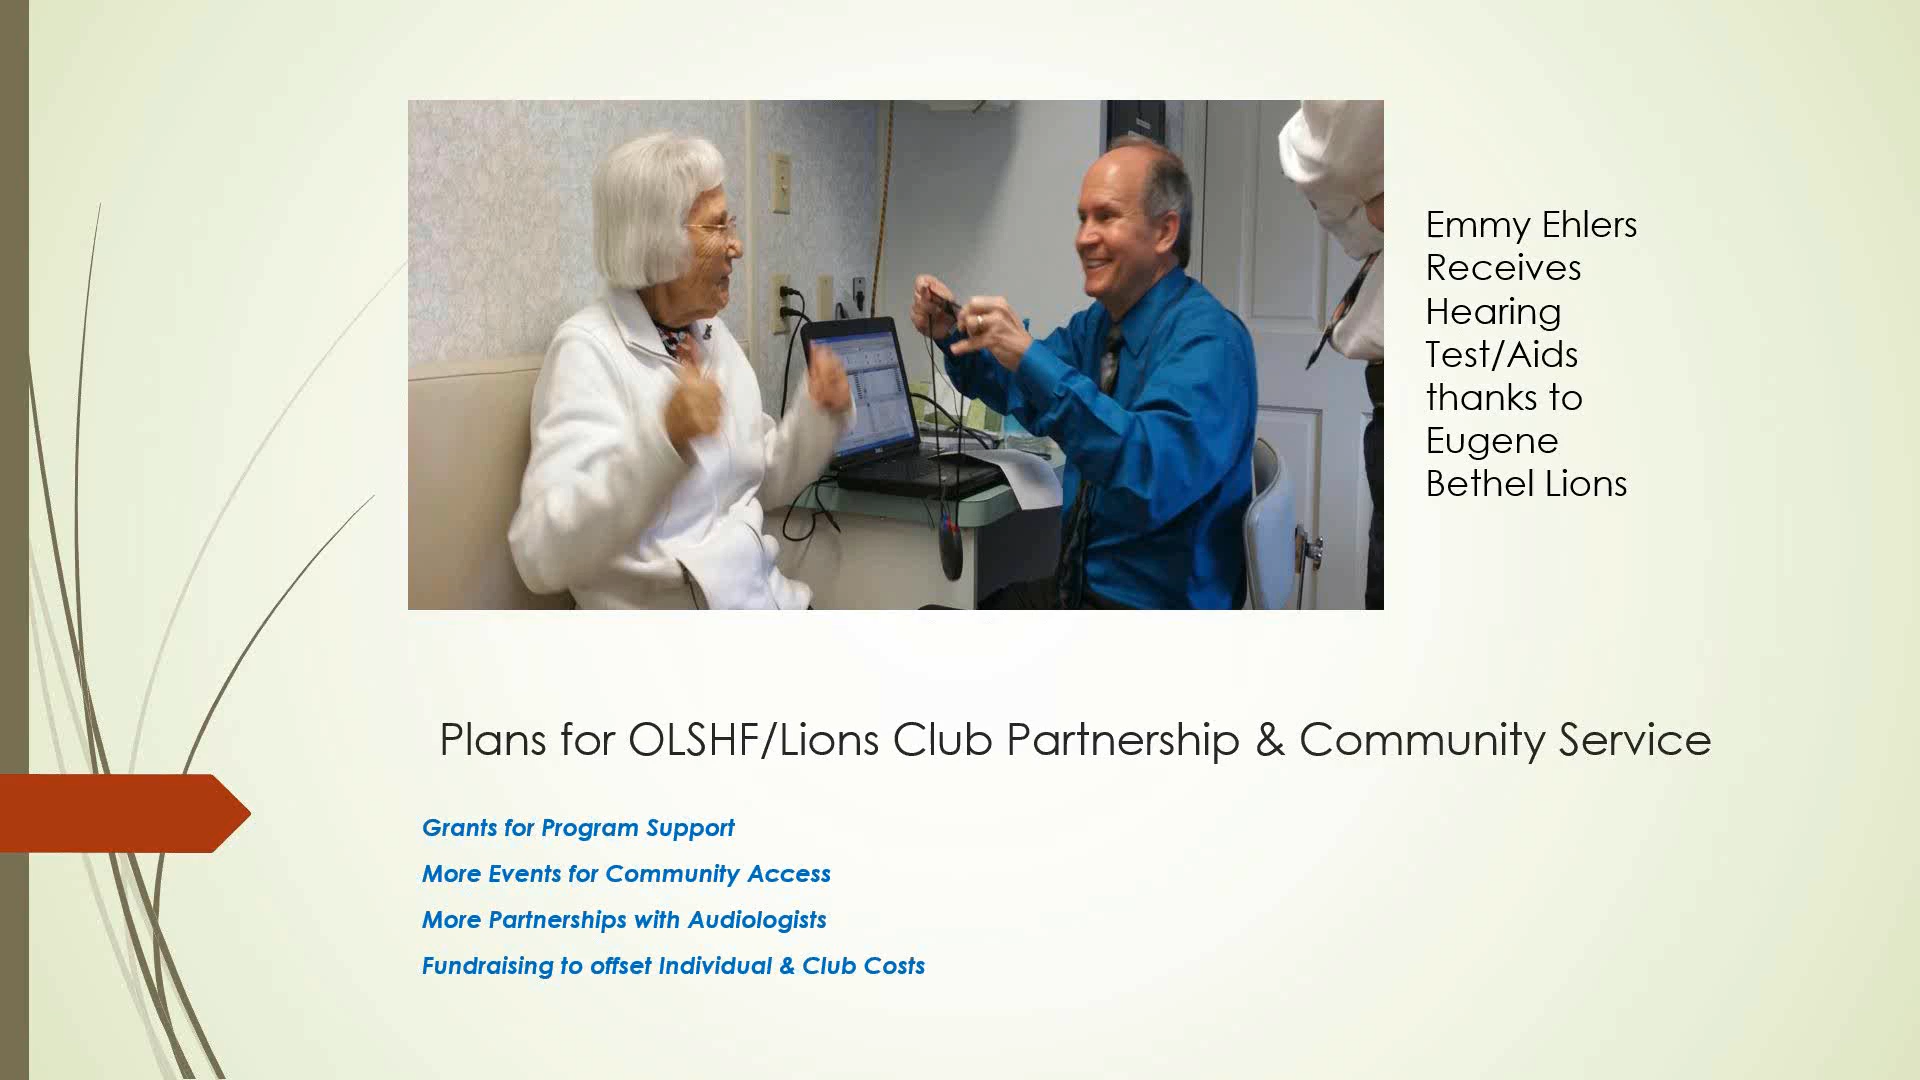 Emmy Ehlers
Receives
Hearing
Test/Aids
thanks to
Eugene
Bethel Lions
Plans for OLSHF/Lions Club Partnership & Community Service
Grants for Program Support
More Events for Community Access
More Partnerships with Audiologists
Fundraising to offset Individual & Club Costs